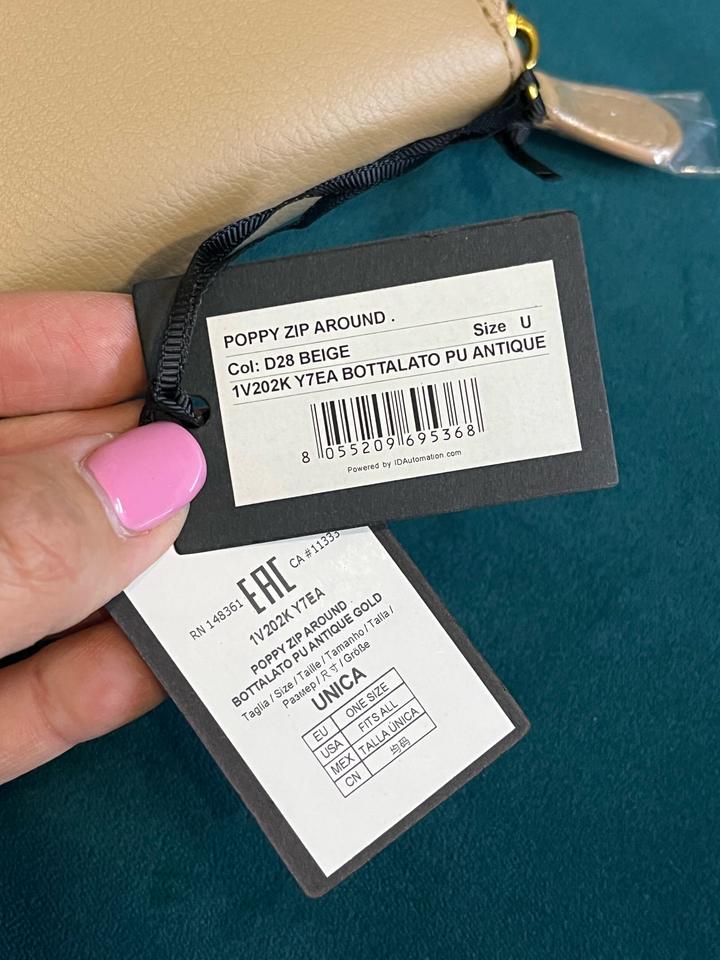 POPPY ZIP AROUND .
Col: D28 BEIGE Size U
1V202K Y7EA BOTTALATO PU ANTIQUE
8 055209 695368
Powered by IDAutomation.com
RN 148361 EAC CA #11333
1V202K Y7EA
POPPY ZIP AROUND
BOTTALATO PU ANTIQUE GOLD
Taglia / Size / Taille / Tamanho / Talla /
Размер / 尺寸 / Größe
UNICA
EU ONE SIZE
USA FITS ALL
MEX TALLA ÚNICA
CN 均码